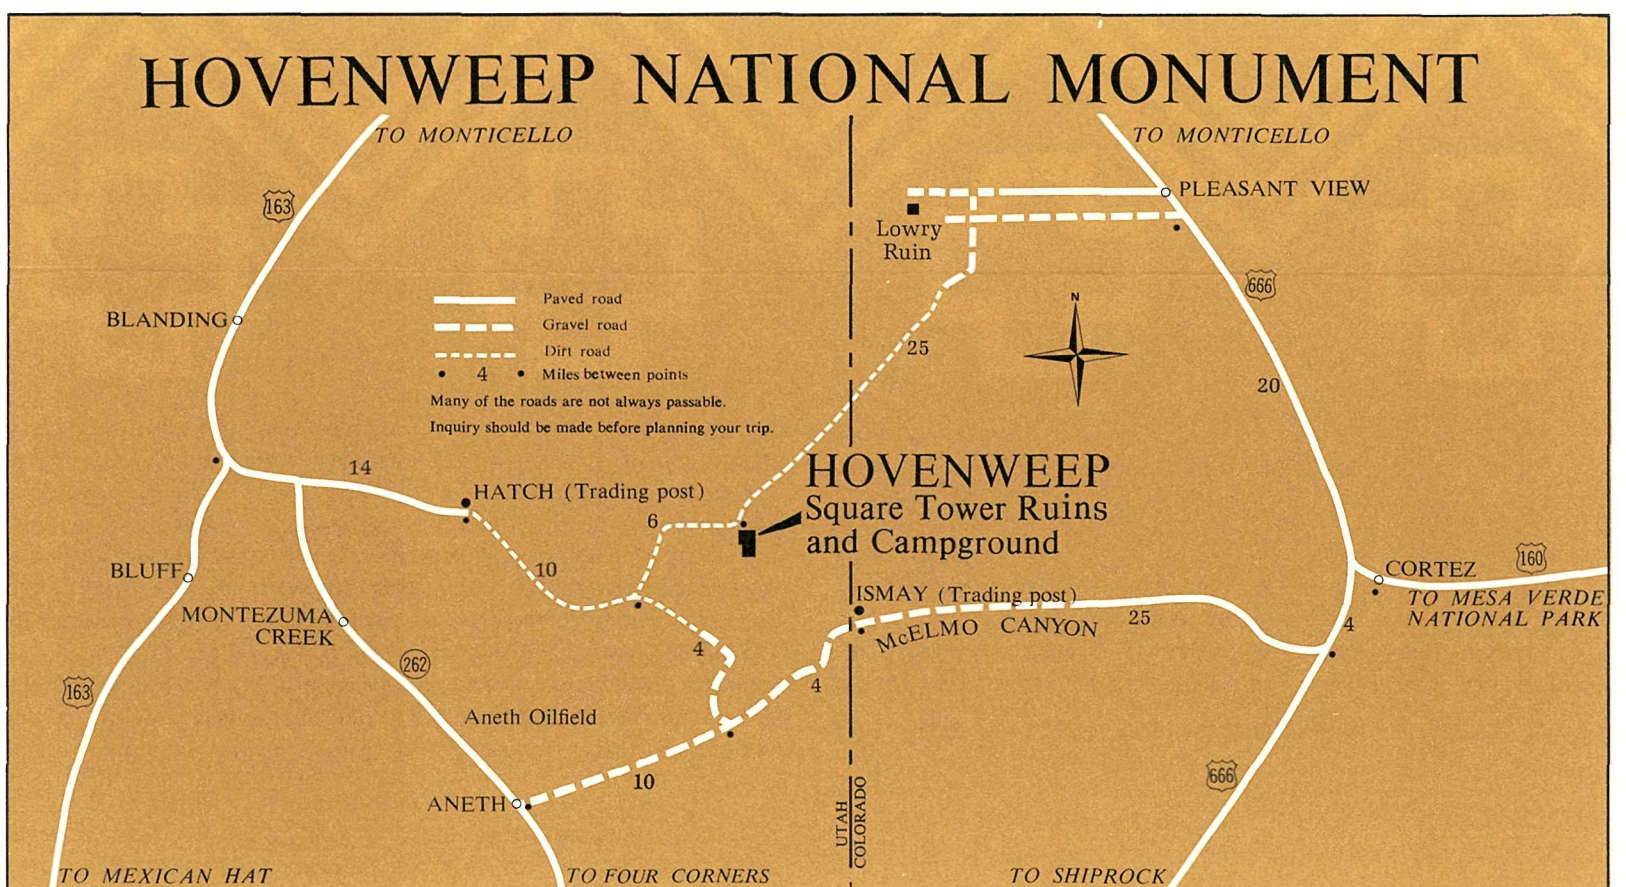 HOVENWEEP NATIONAL MONUMENT
TO MONTICELLO
TO MONTICELLO
163
PLEASANT VIEW
Lowry
Ruin
666
BLANDING
Paved road
Gravel road
Dirt road
4 Miles between points
Many of the roads are not always passable.
Inquiry should be made before planning your trip.
N
25
20
14
HATCH (Trading post)
HOVENWEEP
Square Tower Ruins
and Campground
6
10
BLUFF
MONTEZUMA
CREEK
262
163
ISMAY (Trading post)
McELMO CANYON
25
CORTEZ
160
TO MESA VERDE
NATIONAL PARK
4
4
4
Aneth Oilfield
10
ANETH
666
UTAH
COLORADO
TO MEXICAN HAT
TO FOUR CORNERS
TO SHIPROCK